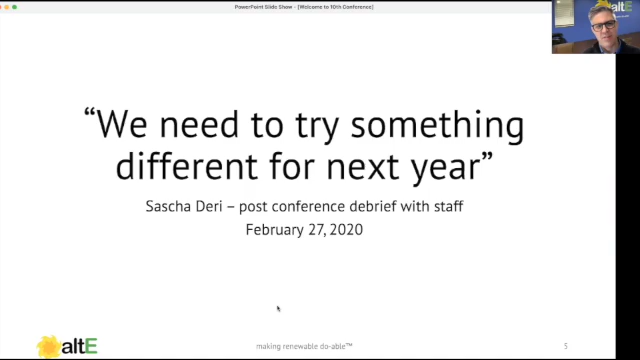 PowerPoint Slide Show - [Welcome to 10th Conference]
altE
“We need to try something
different for next year”
Sascha Deri – post conference debrief with staff
February 27, 2020
altE
making renewable do-able™
5